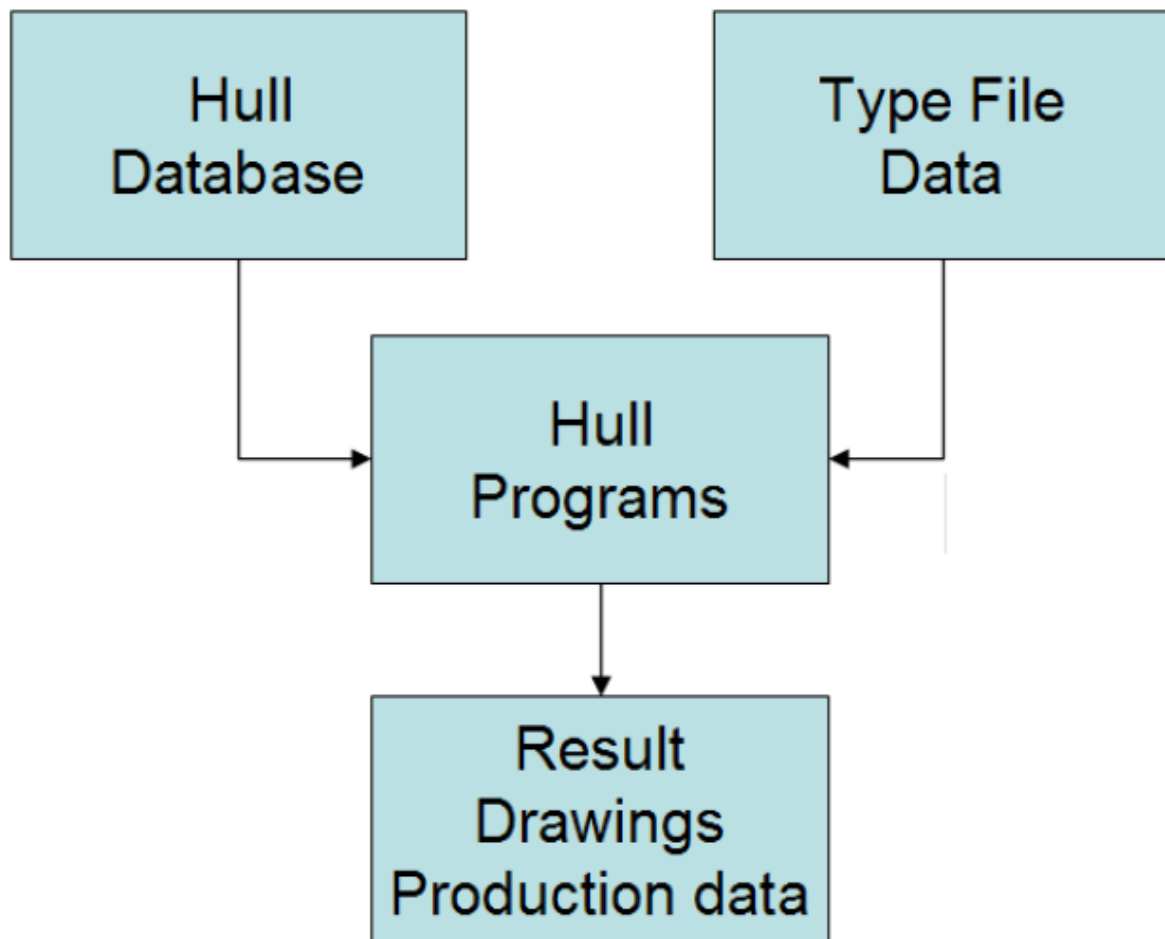 Hull
Database
Type File
Data
Hull
Programs
Result
Drawings
Production data